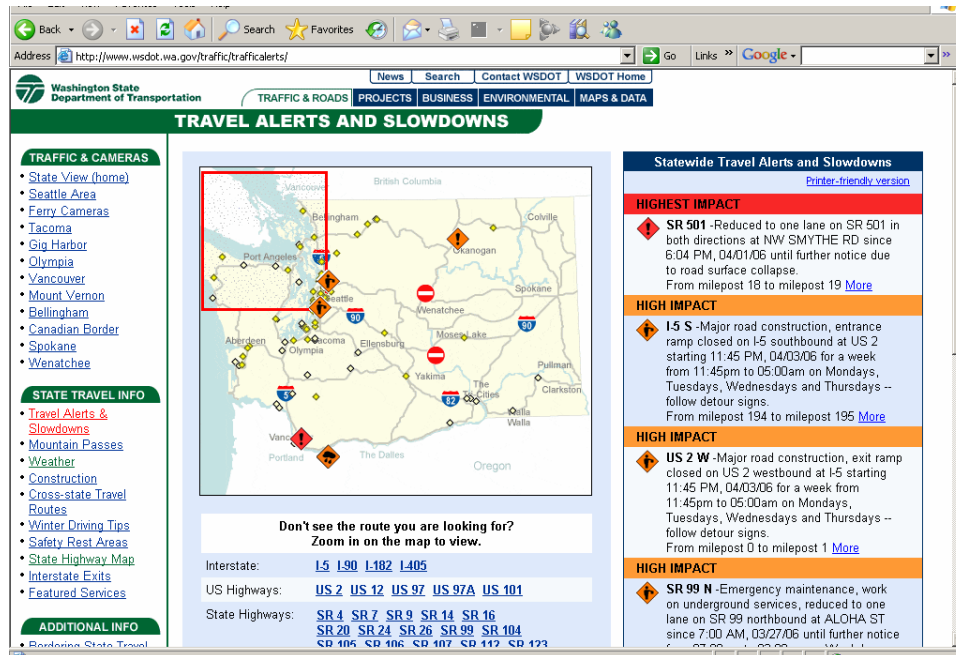 Back
Search
Favorites
Address http://www.wsdot.wa.gov/traffic/trafficalerts/
Go
Links »
Google
»
Washington State
Department of Transportation
News
Search
Contact WSDOT
WSDOT Home
TRAFFIC & ROADS
PROJECTS
BUSINESS
ENVIRONMENTAL
MAPS & DATA
TRAVEL ALERTS AND SLOWDOWNS
TRAFFIC & CAMERAS
• State View (home)
• Seattle Area
• Ferry Cameras
• Tacoma
• Gig Harbor
• Olympia
• Vancouver
• Mount Vernon
• Bellingham
• Canadian Border
• Spokane
• Wenatchee
STATE TRAVEL INFO
• Travel Alerts &
Slowdowns
• Mountain Passes
• Weather
• Construction
• Cross-state Travel
Routes
• Winter Driving Tips
• Safety Rest Areas
• State Highway Map
• Interstate Exits
• Featured Services
ADDITIONAL INFO
• Bordering State Travel
Vancouver
British Columbia
Bellingham
Colville
Okanogan
Port Angeles
5
Spokane
Seattle
Wenatchee
90
90
Aberdeen
Tacoma
Ellensburg
Moses Lake
Olympia
Pullman
Yakima
The
Tri Cities
Clarkston
5
82
Walla
Walla
Vanc
Portland
The Dalles
Oregon
Don't see the route you are looking for?
Zoom in on the map to view.
Interstate: I-5 I-90 I-182 I-405
US Highways: US 2 US 12 US 97 US 97A US 101
State Highways: SR 4 SR 7 SR 9 SR 14 SR 16
SR 20 SR 24 SR 26 SR 99 SR 104
SR 105 SR 106 SR 107 SR 112 SR 123
Statewide Travel Alerts and Slowdowns
Printer-friendly version
HIGHEST IMPACT
SR 501 -Reduced to one lane on SR 501 in
both directions at NW SMYTHE RD since
6:04 PM, 04/01/06 until further notice due
to road surface collapse.
From milepost 18 to milepost 19 More
HIGH IMPACT
I-5 S -Major road construction, entrance
ramp closed on I-5 southbound at US 2
starting 11:45 PM, 04/03/06 for a week
from 11:45pm to 05:00am on Mondays,
Tuesdays, Wednesdays and Thursdays --
follow detour signs.
From milepost 194 to milepost 195 More
HIGH IMPACT
US 2 W -Major road construction, exit ramp
closed on US 2 westbound at I-5 starting
11:45 PM, 04/03/06 for a week from
11:45pm to 05:00am on Mondays,
Tuesdays, Wednesdays and Thursdays --
follow detour signs.
From milepost 0 to milepost 1 More
HIGH IMPACT
SR 99 N -Emergency maintenance, work
on underground services, reduced to one
lane on SR 99 northbound at ALOHA ST
since 7:00 AM, 03/27/06 until further notice